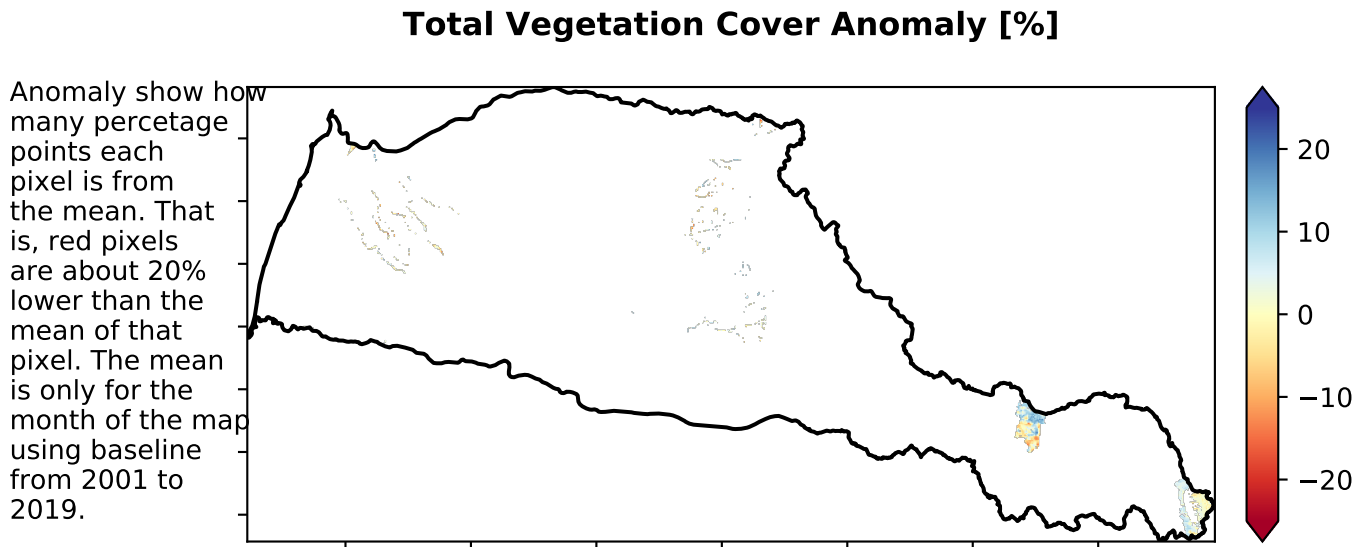 Total Vegetation Cover Anomaly [%]
Anomaly show how
many percetage
points each
pixel is from
the mean. That
is, red pixels
are about 20%
lower than the
mean of that
pixel. The mean
is only for the
month of the map
using baseline
from 2001 to
2019.
20
10
0
−10
−20